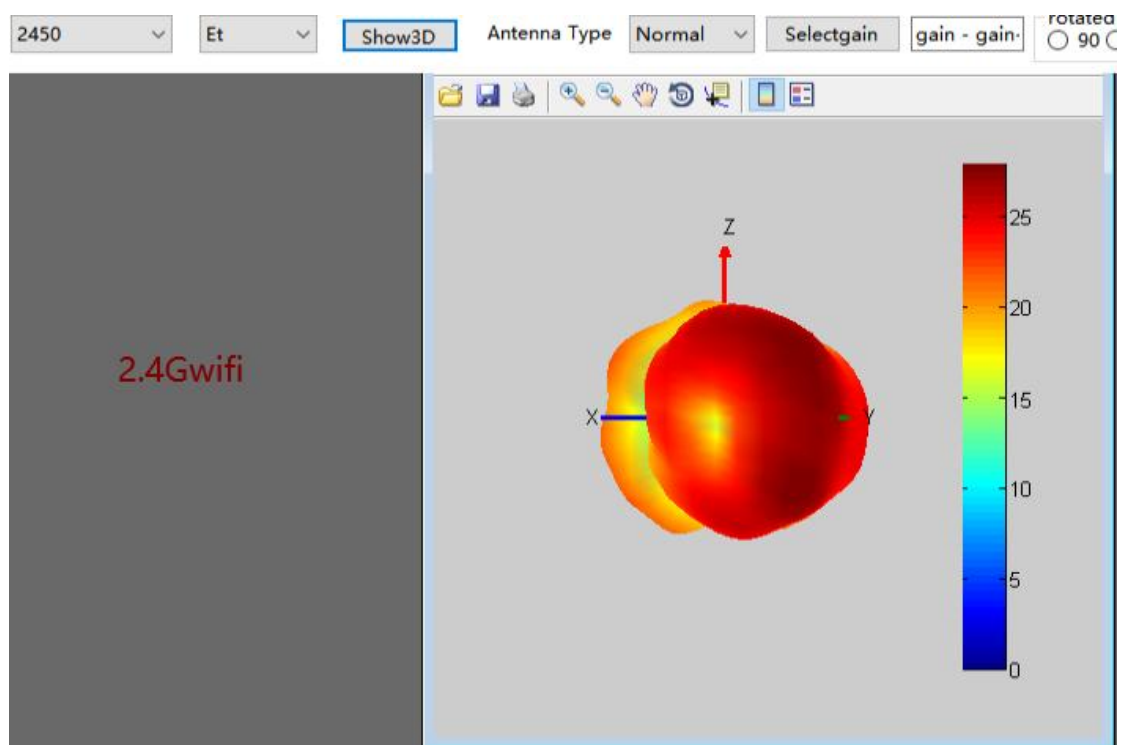 2450 Et Show3D Antenna Type Normal Selectgain gain - gain- rotated
90
25
Z
20
2.4Gwifi
15
X Y
10
5
0